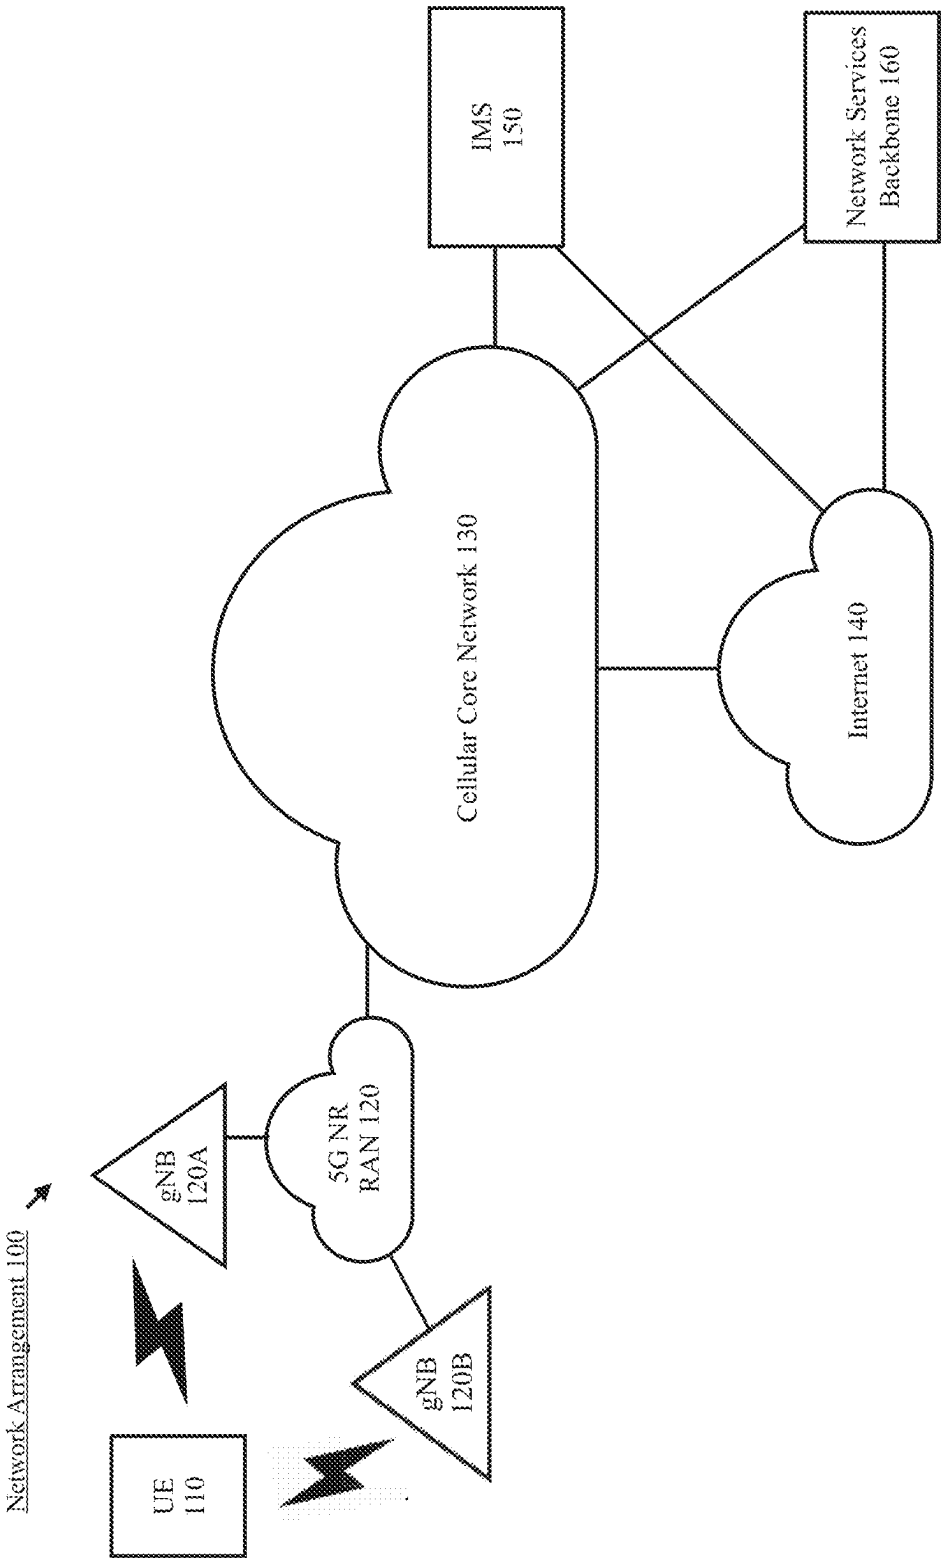 Network Arrangement 100
UE
110
gNB
120A
gNB
120B
5G NR
RAN 120
Cellular Core Network 130
Internet 140
IMS
150
Network Services
Backbone 160